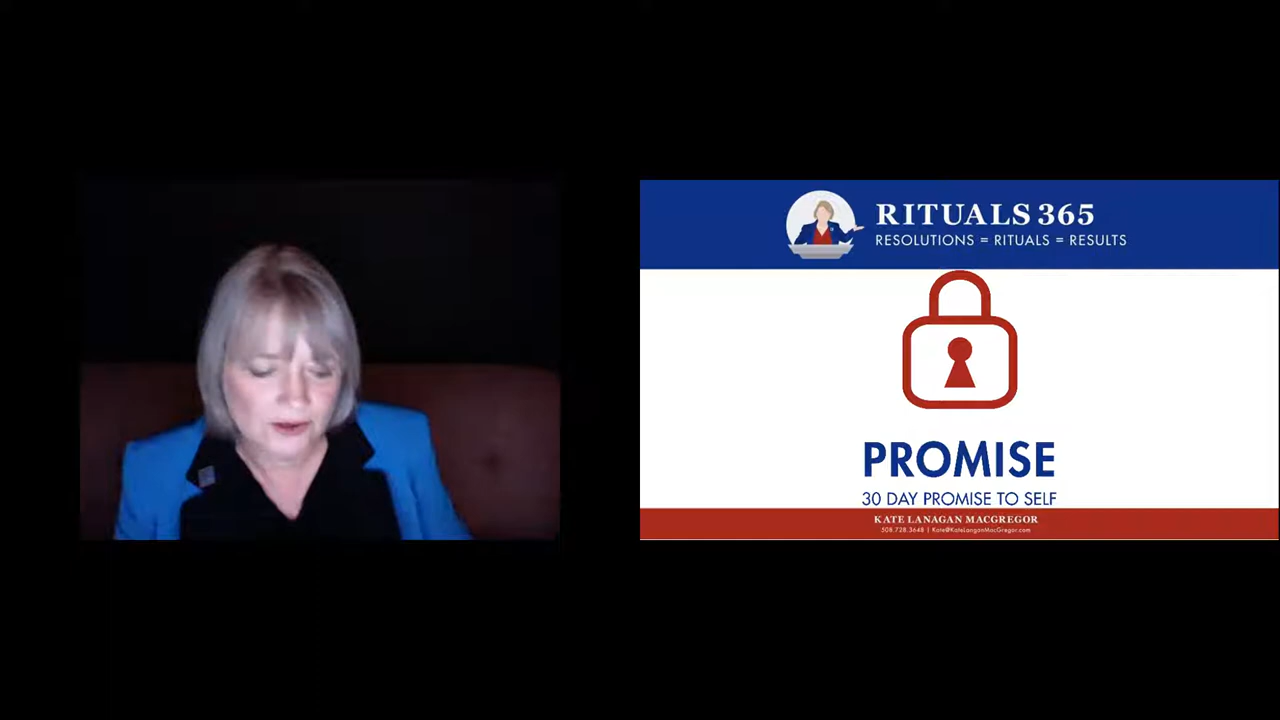 RITUALS 365
RESOLUTIONS = RITUALS = RESULTS
PROMISE
30 DAY PROMISE TO SELF
KATE LANAGAN MACGREGOR
508.728.3648 | Kate@KateLanganMacGregor.com